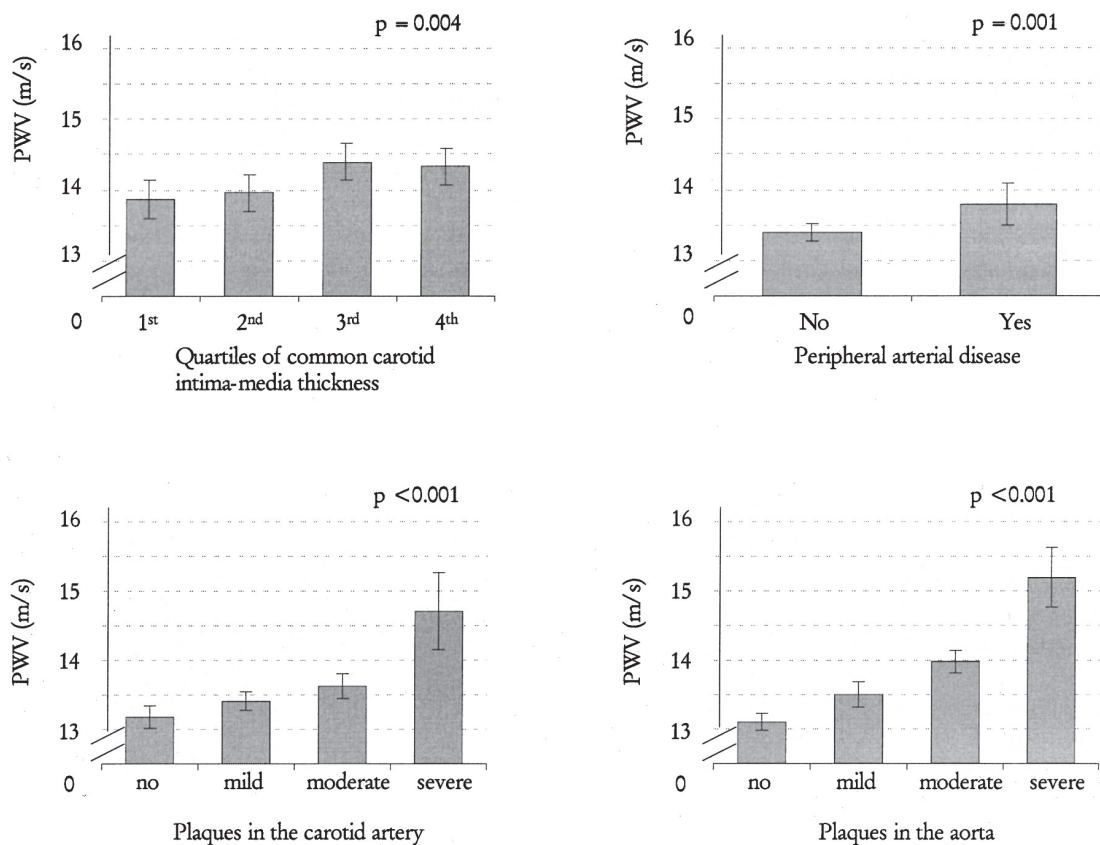 p = 0.004
16
15
14
13
0
PWV (m/s)
1st 2nd 3rd 4th
Quartiles of common carotid
intima-media thickness
p = 0.001
16
15
14
13
0
PWV (m/s)
No Yes
Peripheral arterial disease
p <0.001
16
15
14
13
0
PWV (m/s)
no mild moderate severe
Plaques in the carotid artery
p <0.001
16
15
14
13
0
PWV (m/s)
no mild moderate severe
Plaques in the aorta